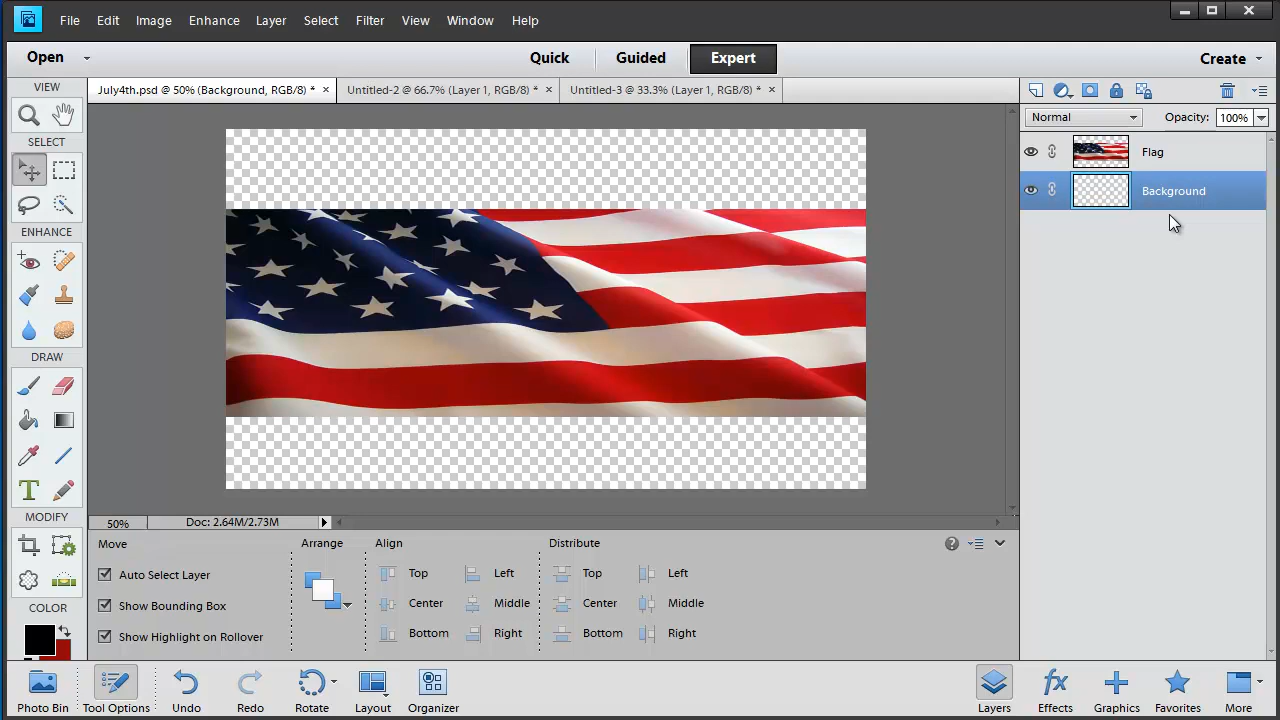 File Edit Image Enhance Layer Select Filter View Window Help
Open Quick Guided Expert Create
VIEW
July4th.psd @ 50% (Background, RGB/8) * × Untitled-2 @ 66.7% (Layer 1, RGB/8) * × Untitled-3 @ 33.3% (Layer 1, RGB/8) * ×
Normal Opacity: 100%
SELECT
Flag
Background
ENHANCE
DRAW
T
MODIFY
COLOR
50% Doc: 2.64M/2.73M
Move Arrange Align Distribute
Auto Select Layer Top Left Top Left
Show Bounding Box Center Middle Center Middle
Show Highlight on Rollover Bottom Right Bottom Right
Photo Bin Tool Options Undo Redo Rotate Layout Organizer Layers Effects Graphics Favorites More